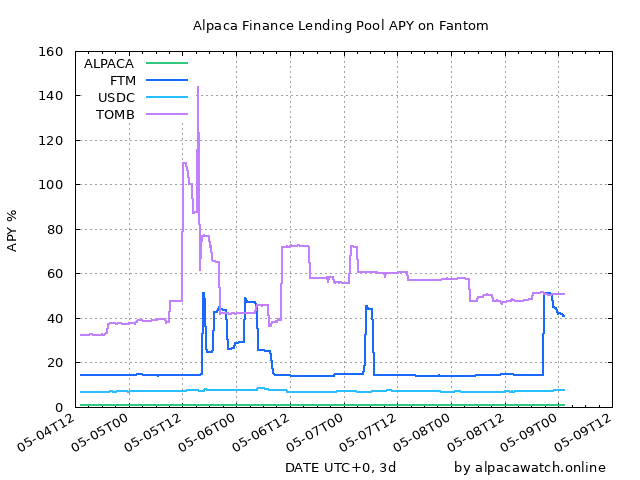 Alpaca Finance Lending Pool APY on Fantom
160
140
120
100
80
60
40
20
0
APY %
ALPACA
FTM
USDC
TOMB
05-04T12
05-05T00
05-05T12
05-06T00
05-06T12
05-07T00
05-07T12
05-08T00
05-08T12
05-09T00
05-09T12
DATE UTC+0, 3d
by alpacawatch.online